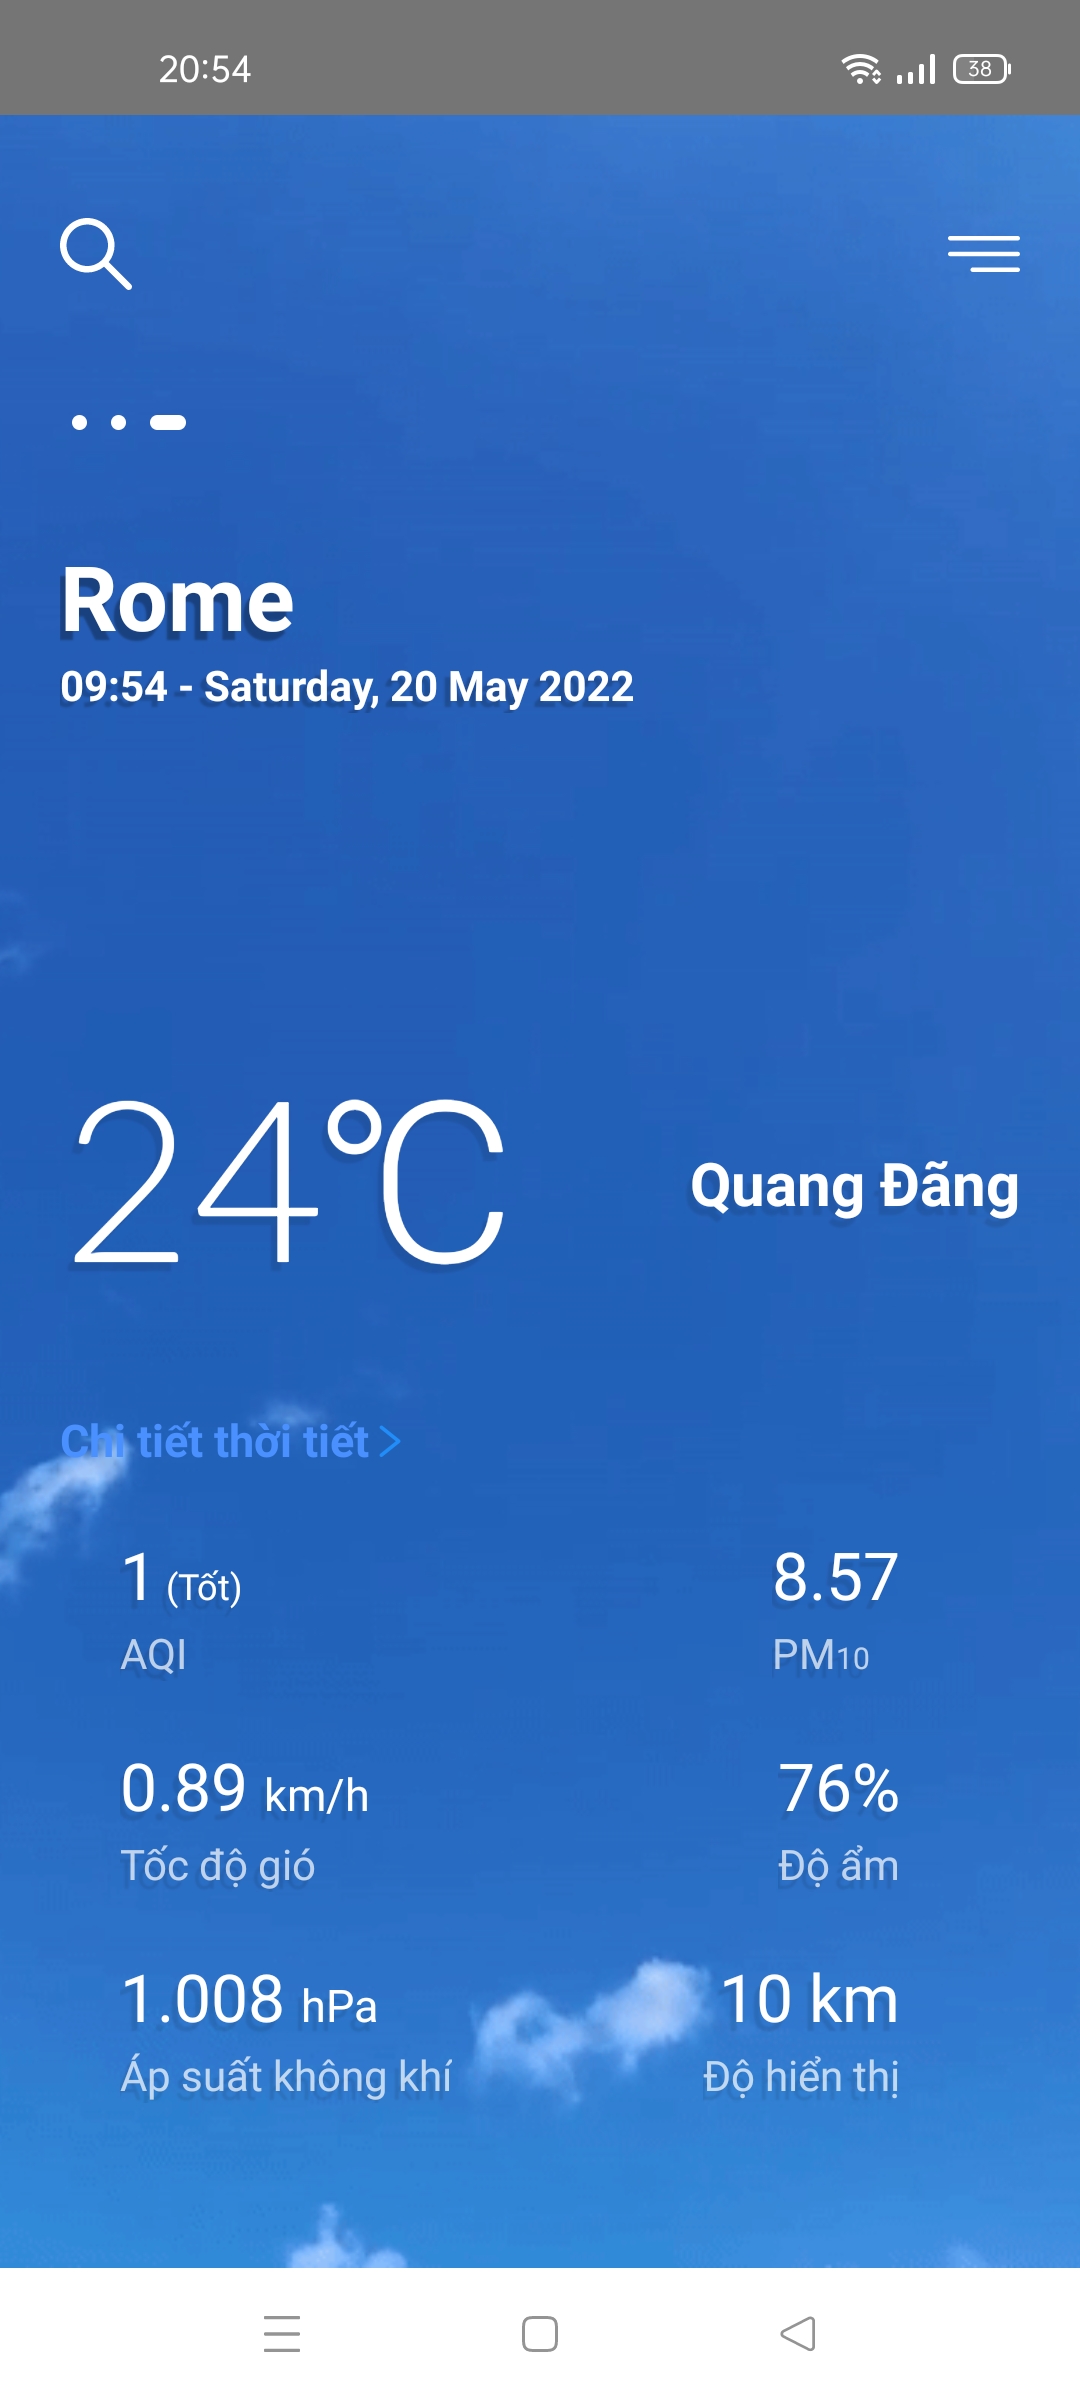 20:54
38
Rome
09:54 - Saturday, 20 May 2022
24°C
Quang Đãng
Chi tiết thời tiết
1 (Tốt)
8.57
AQI
PM10
0.89 km/h
76%
Tốc độ gió
Độ ẩm
1.008 hPa
10 km
Áp suất không khí
Độ hiển thị